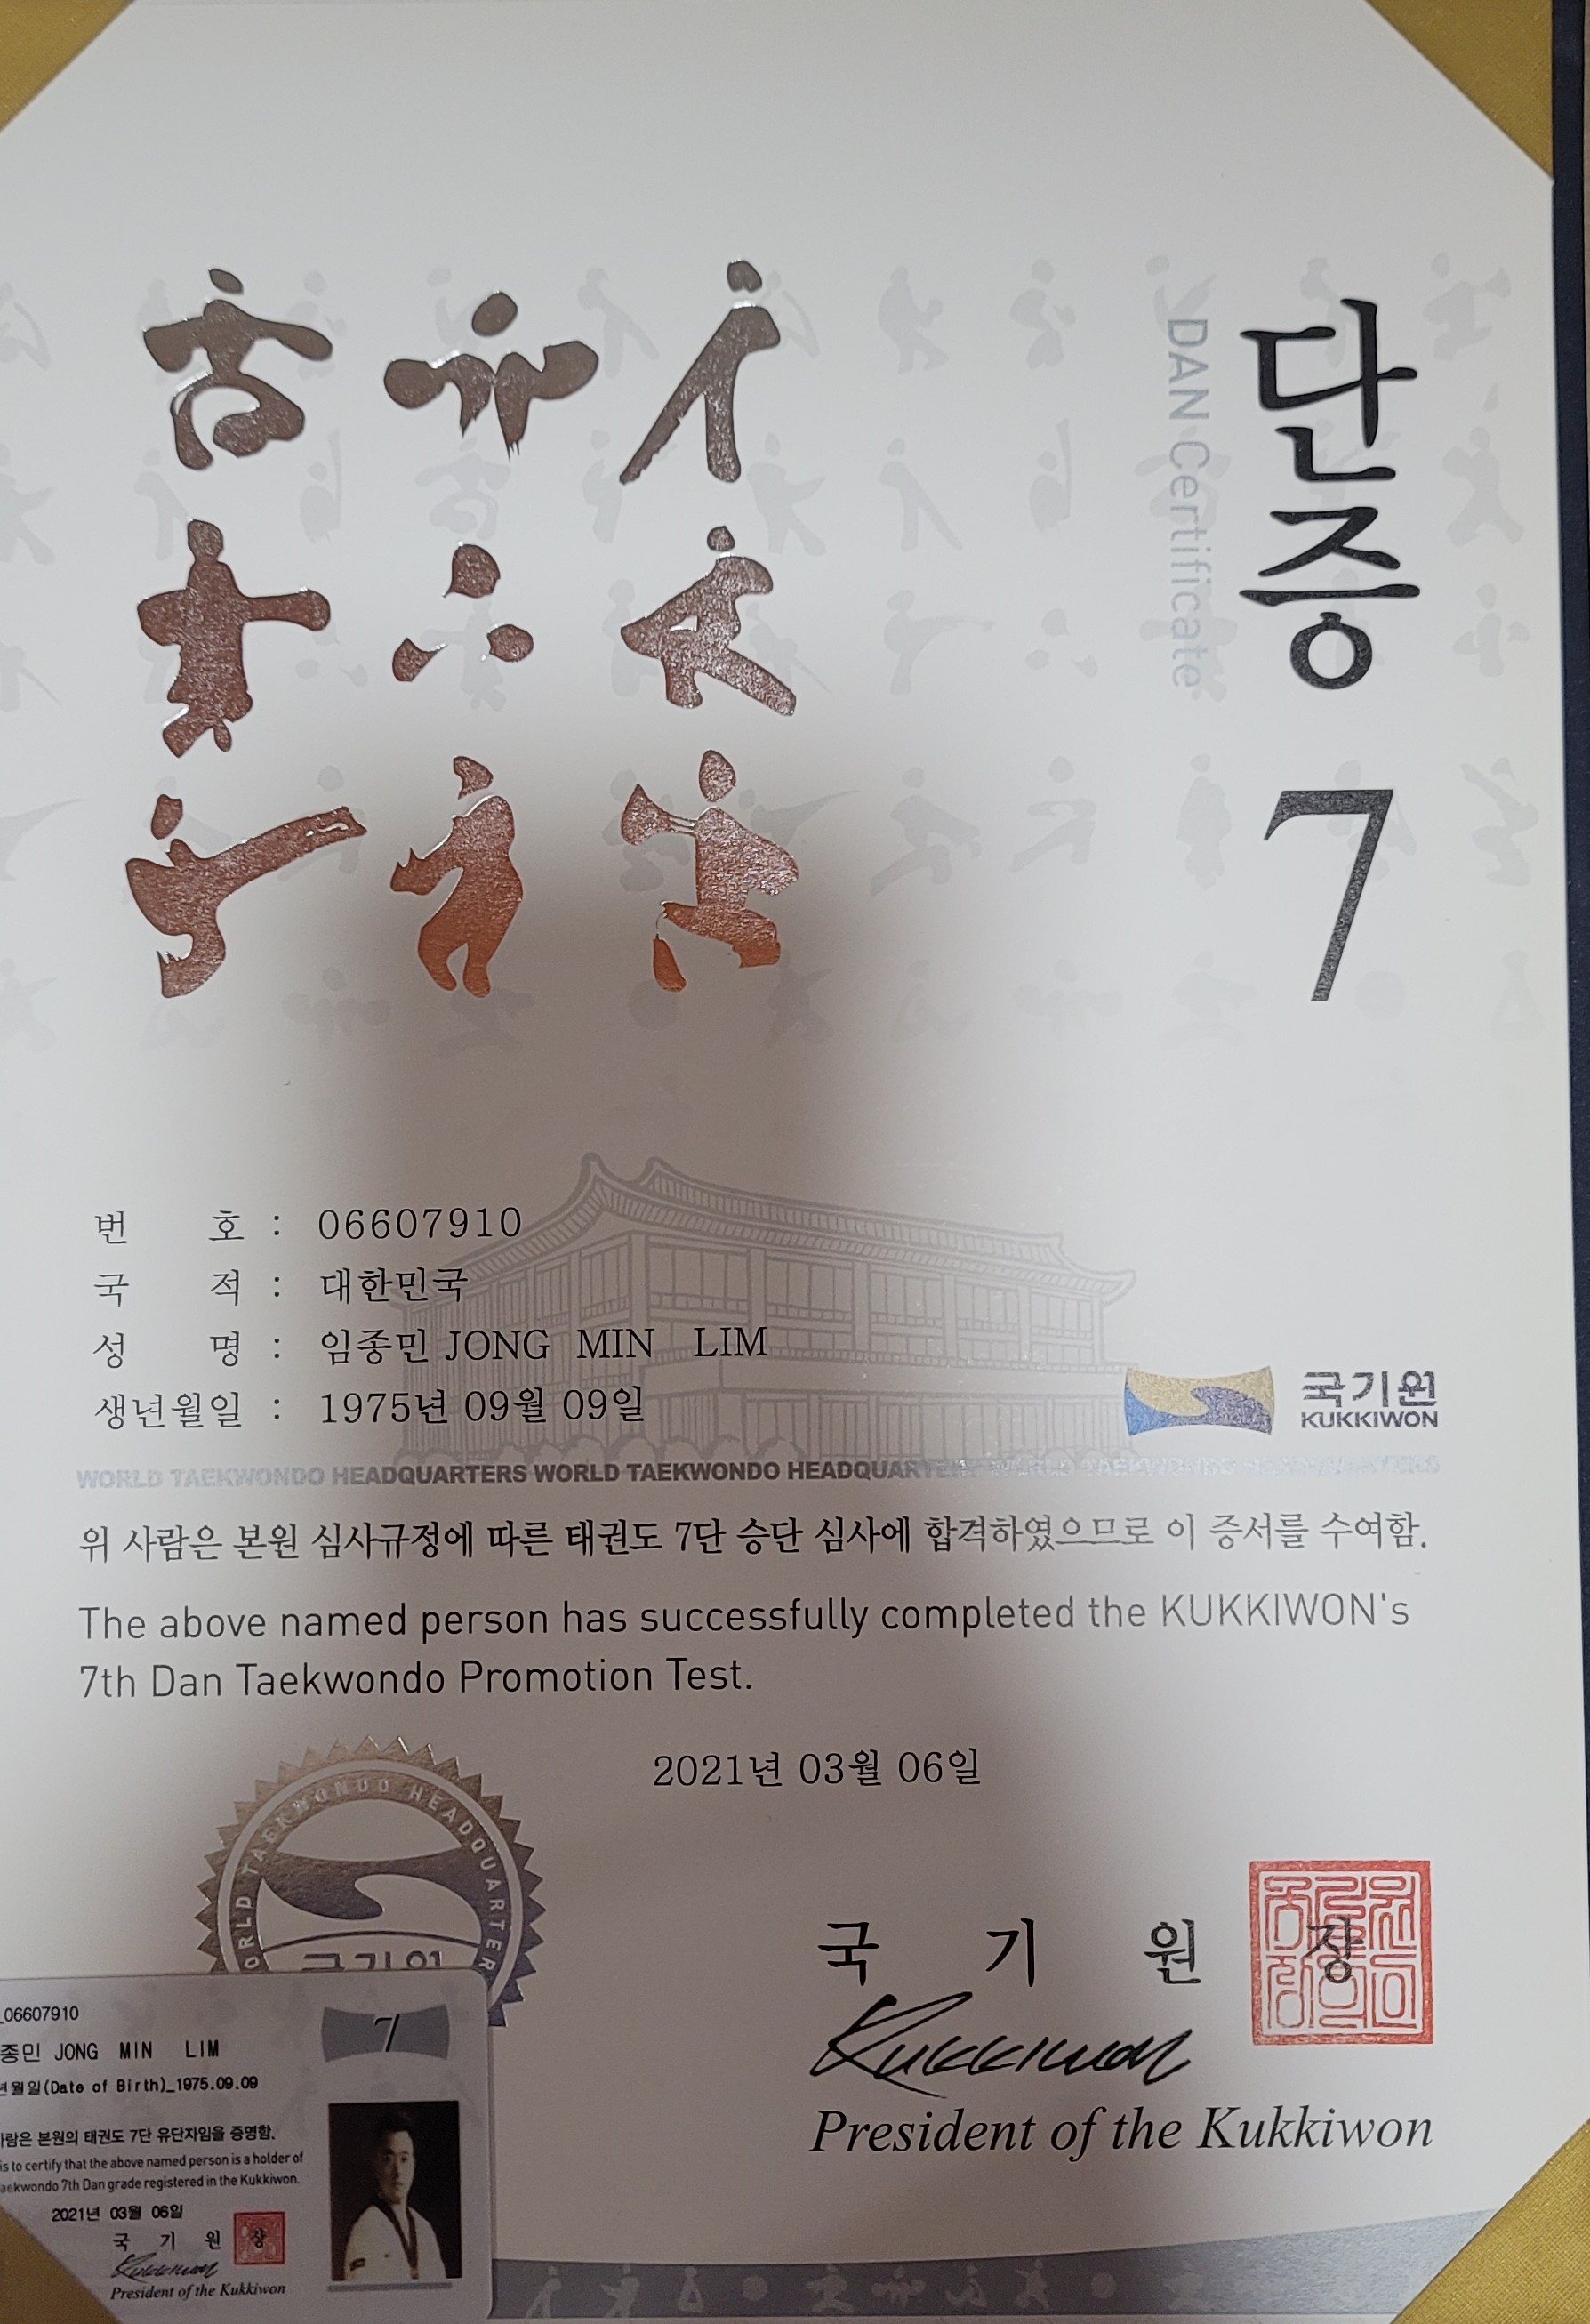 단증 7
DAN Certificate
번 호 : 06607910
국 적 : 대한민국
성 명 : 임종민 JONG MIN LIM
생년월일 : 1975년 09월 09일
국기원
KUKKIWON
WORLD TAEKWONDO HEADQUARTERS WORLD TAEKWONDO HEADQUARTERS WORLD TAEKWONDO HEADQUARTERS
위 사람은 본원 심사규정에 따른 태권도 7단 승단 심사에 합격하였으므로 이 증서를 수여함.
The above named person has successfully completed the KUKKIWON's
7th Dan Taekwondo Promotion Test.
2021년 03월 06일
WORLD TAEKWONDO HEADQUARTER
국기원
국 기 원 장
Kukkiwon
President of the Kukkiwon
_06607910
7
종민 JONG MIN LIM
년월일(Date of Birth)_1975.09.09
사람은 본원의 태권도 7단 유단자임을 증명함.
is to certify that the above named person is a holder of
aekwondo 7th Dan grade registered in the Kukkiwon.
2021년 03월 06일
국 기 원 장
Kukkiwon
President of the Kukkiwon